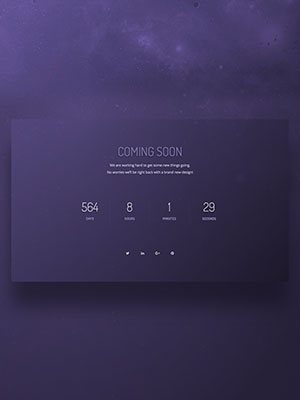 COMING SOON
We are working hard to get some new things going.
No worries we'll be right back with a brand new design!
564 8 1 29
DAYS HOURS MINUTES SECONDS